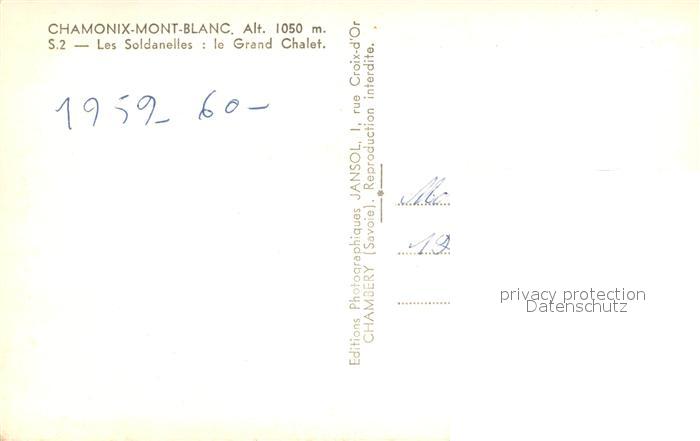 CHAMONIX-MONT-BLANC. Alt. 1050 m.
S.2 — Les Soldanelles : le Grand Chalet.
1959-60-
Editions Photographiques JANSOL, 1, rue Croix-d'Or
CHAMBERY (Savoie). Reproduction interdite.
privacy protection
Datenschutz